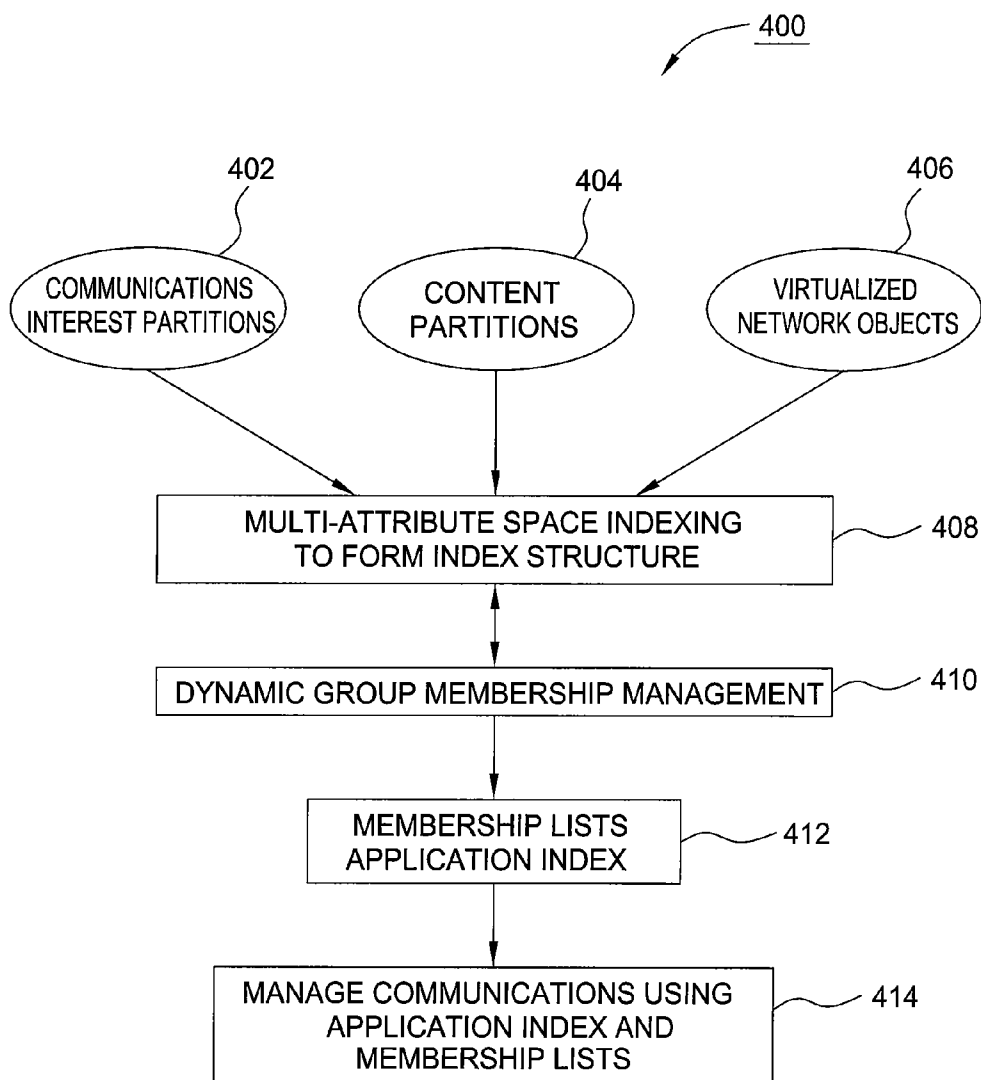 400
402
404
406
COMMUNICATIONS
INTEREST PARTITIONS
CONTENT
PARTITIONS
VIRTUALIZED
NETWORK OBJECTS
MULTI-ATTRIBUTE SPACE INDEXING
TO FORM INDEX STRUCTURE
408
DYNAMIC GROUP MEMBERSHIP MANAGEMENT
410
MEMBERSHIP LISTS
APPLICATION INDEX
412
MANAGE COMMUNICATIONS USING
APPLICATION INDEX AND
MEMBERSHIP LISTS
414